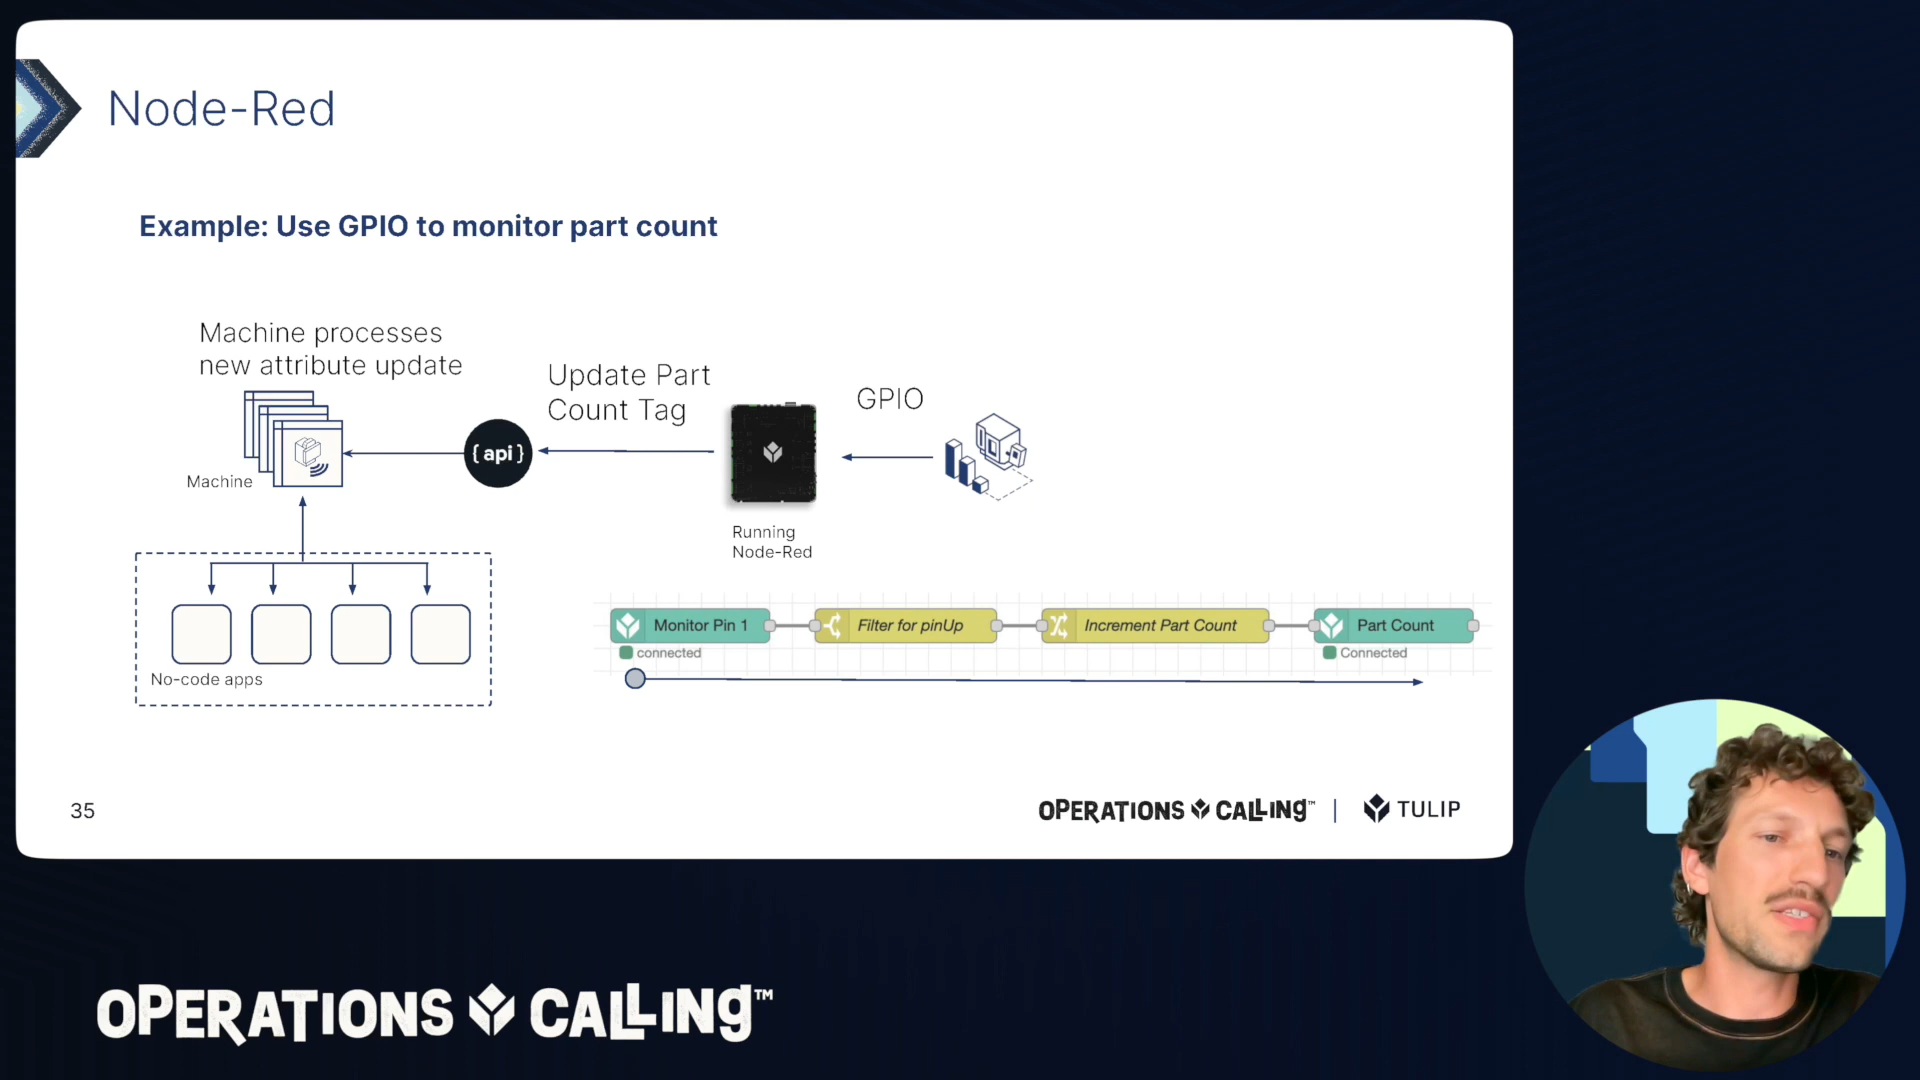 Node-Red
Example: Use GPIO to monitor part count
Machine processes
new attribute update
Update Part
Count Tag
GPIO
{ api }
Machine
Running
Node-Red
No-code apps
Monitor Pin 1
Filter for pinUp
Increment Part Count
Part Count
connected
Connected
35
OPERATIONS CALLING™ | TULIP
OPERATIONS CALLING™